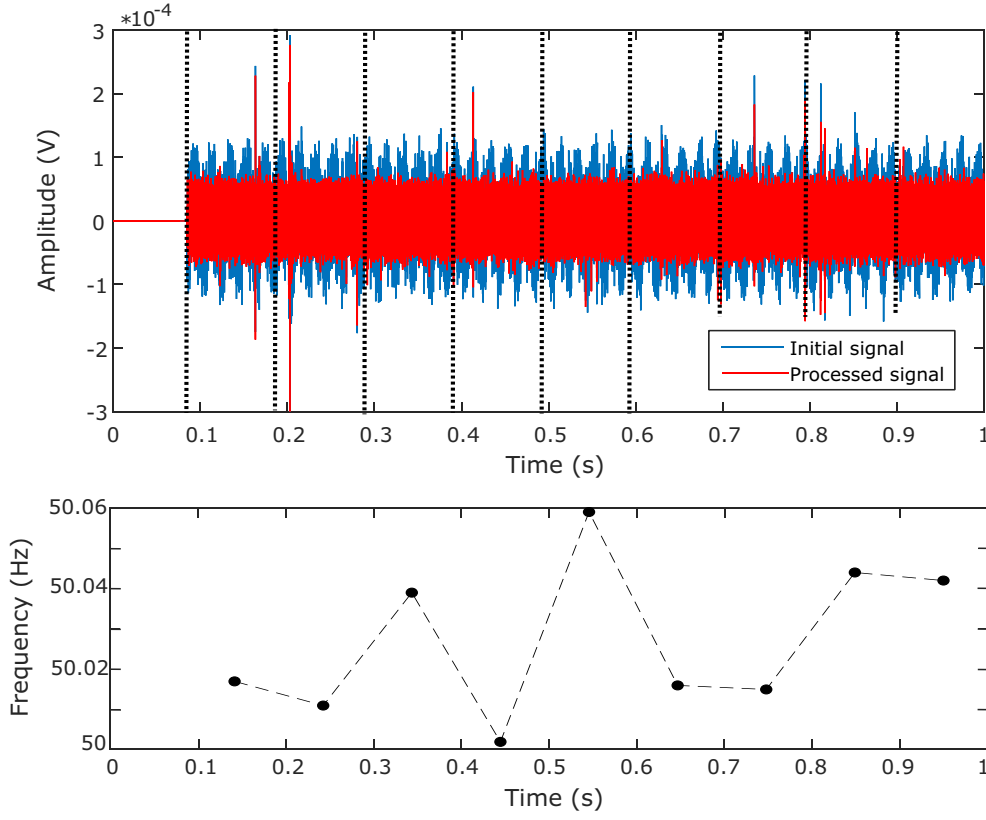 *10-4
3
2
1
0
-1
-2
-3
Amplitude (V)
Initial signal
Processed signal
0 0.1 0.2 0.3 0.4 0.5 0.6 0.7 0.8 0.9 1
Time (s)
50.06
50.04
50.02
50
Frequency (Hz)
0 0.1 0.2 0.3 0.4 0.5 0.6 0.7 0.8 0.9 1
Time (s)